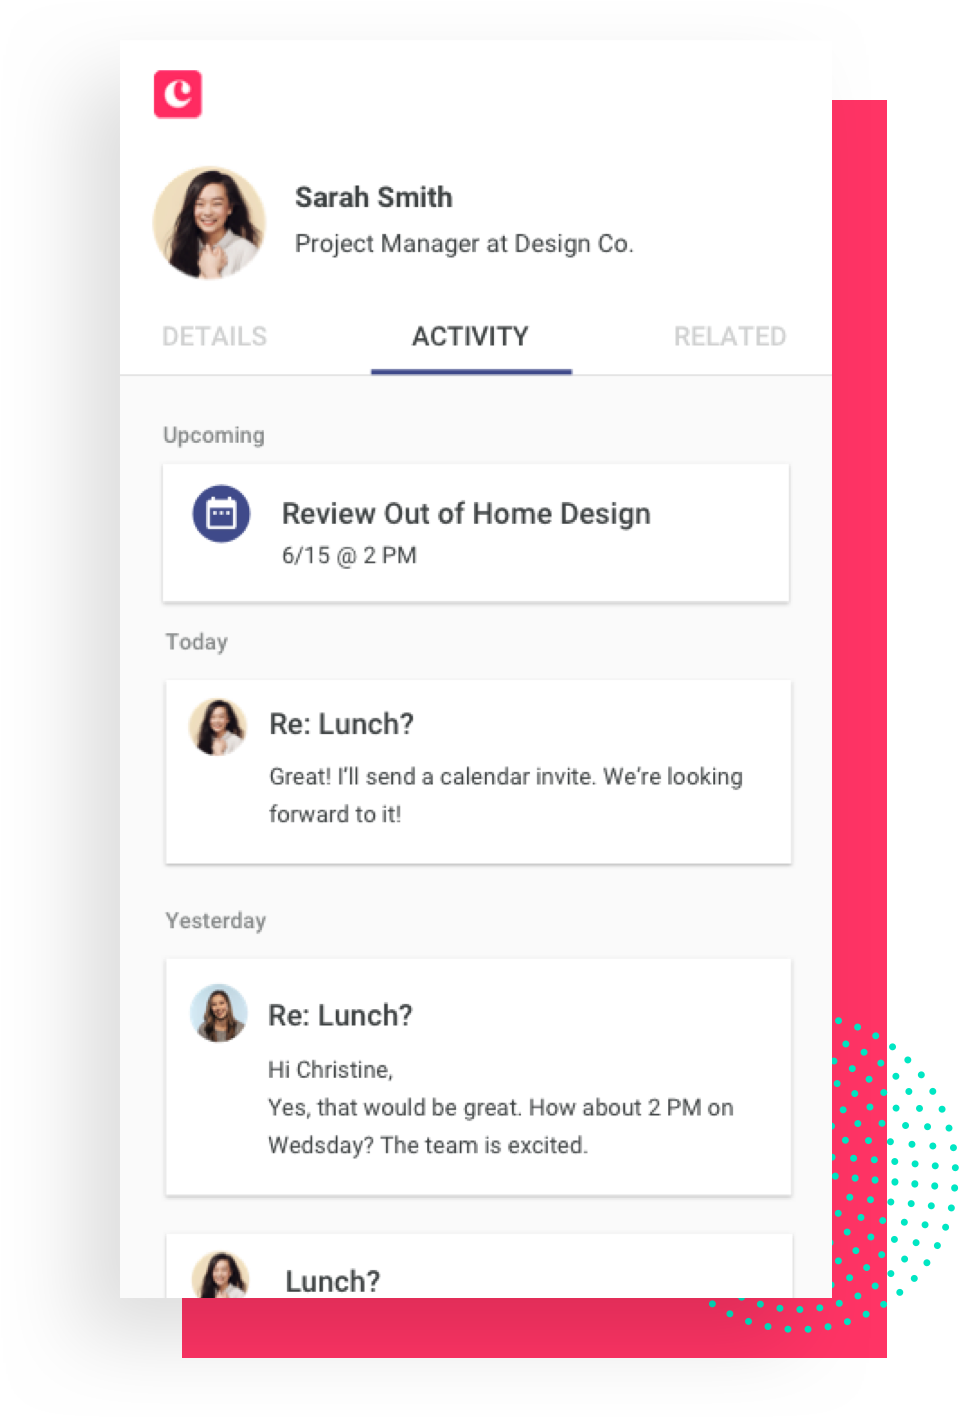 Sarah Smith
Project Manager at Design Co.
DETAILS
ACTIVITY
RELATED
Upcoming
Review Out of Home Design
6/15 @ 2 PM
Today
Re: Lunch?
Great! I'll send a calendar invite. We're looking
forward to it!
Yesterday
Re: Lunch?
Hi Christine,
Yes, that would be great. How about 2 PM on
Wedsday? The team is excited.
Lunch?